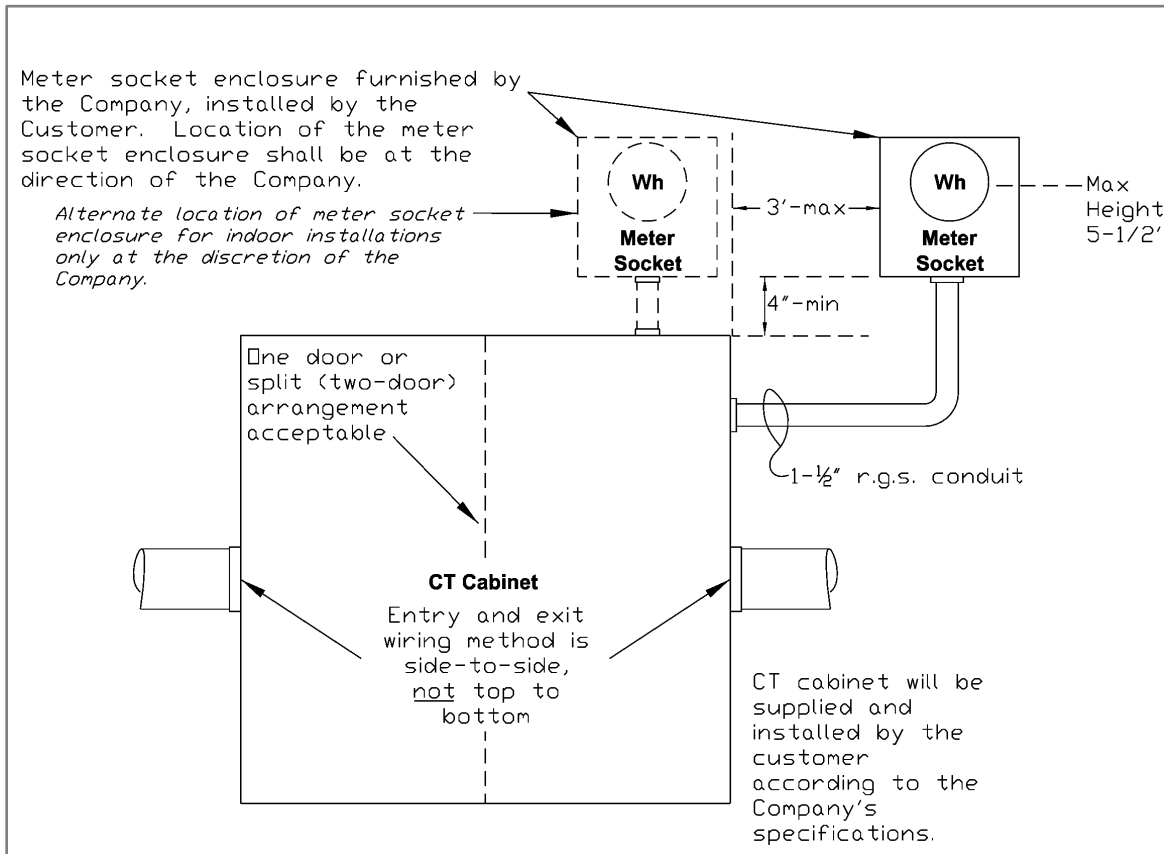 Meter socket enclosure furnished by
the Company, installed by the
Customer. Location of the meter
socket enclosure shall be at the
direction of the Company.
Alternate location of meter socket
enclosure for indoor installations
only at the discretion of the
Company.
Wh
Meter
Socket
3'-max
Wh
Meter
Socket
Max
Height
5-1/2'
4"-min
One door or
split (two-door)
arrangement
acceptable
1-½" r.g.s. conduit
CT Cabinet
Entry and exit
wiring method is
side-to-side,
not top to
bottom
CT cabinet will be
supplied and
installed by the
customer
according to the
Company's
specifications.